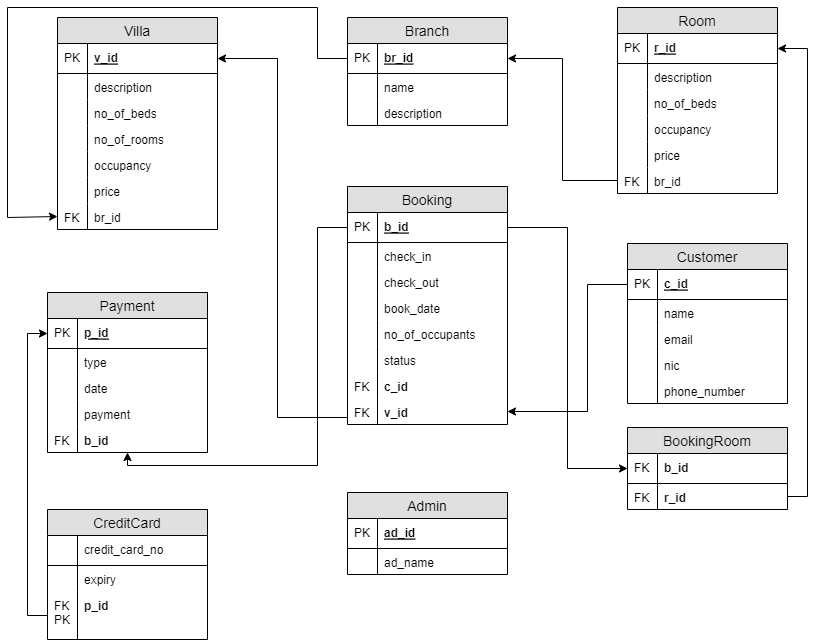 Villa
PK v_id
description
no_of_beds
no_of_rooms
occupancy
price
FK br_id
Branch
PK br_id
name
description
Room
PK r_id
description
no_of_beds
occupancy
price
FK br_id
Booking
PK b_id
check_in
check_out
book_date
no_of_occupants
status
FK c_id
FK v_id
Customer
PK c_id
name
email
nic
phone_number
Payment
PK p_id
type
date
payment
FK b_id
BookingRoom
FK b_id
FK r_id
Admin
PK ad_id
ad_name
CreditCard
credit_card_no
expiry
FK p_id
PK